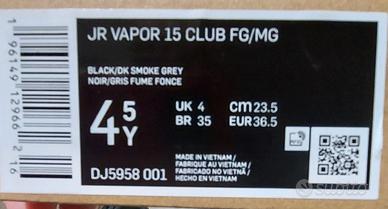 JR VAPOR 15 CLUB FG/MG
BLACK/DK SMOKE GREY
NOIR/GRIS FUME FONCE
4 5Y
UK 4 CM 23.5
BR 35 EUR 36.5
MADE IN VIETNAM /
FABRIQUE AU VIETNAM /
FABRICADO NO VIETNÃ /
HECHO EN VIETNAM
DJ5958 001
subito